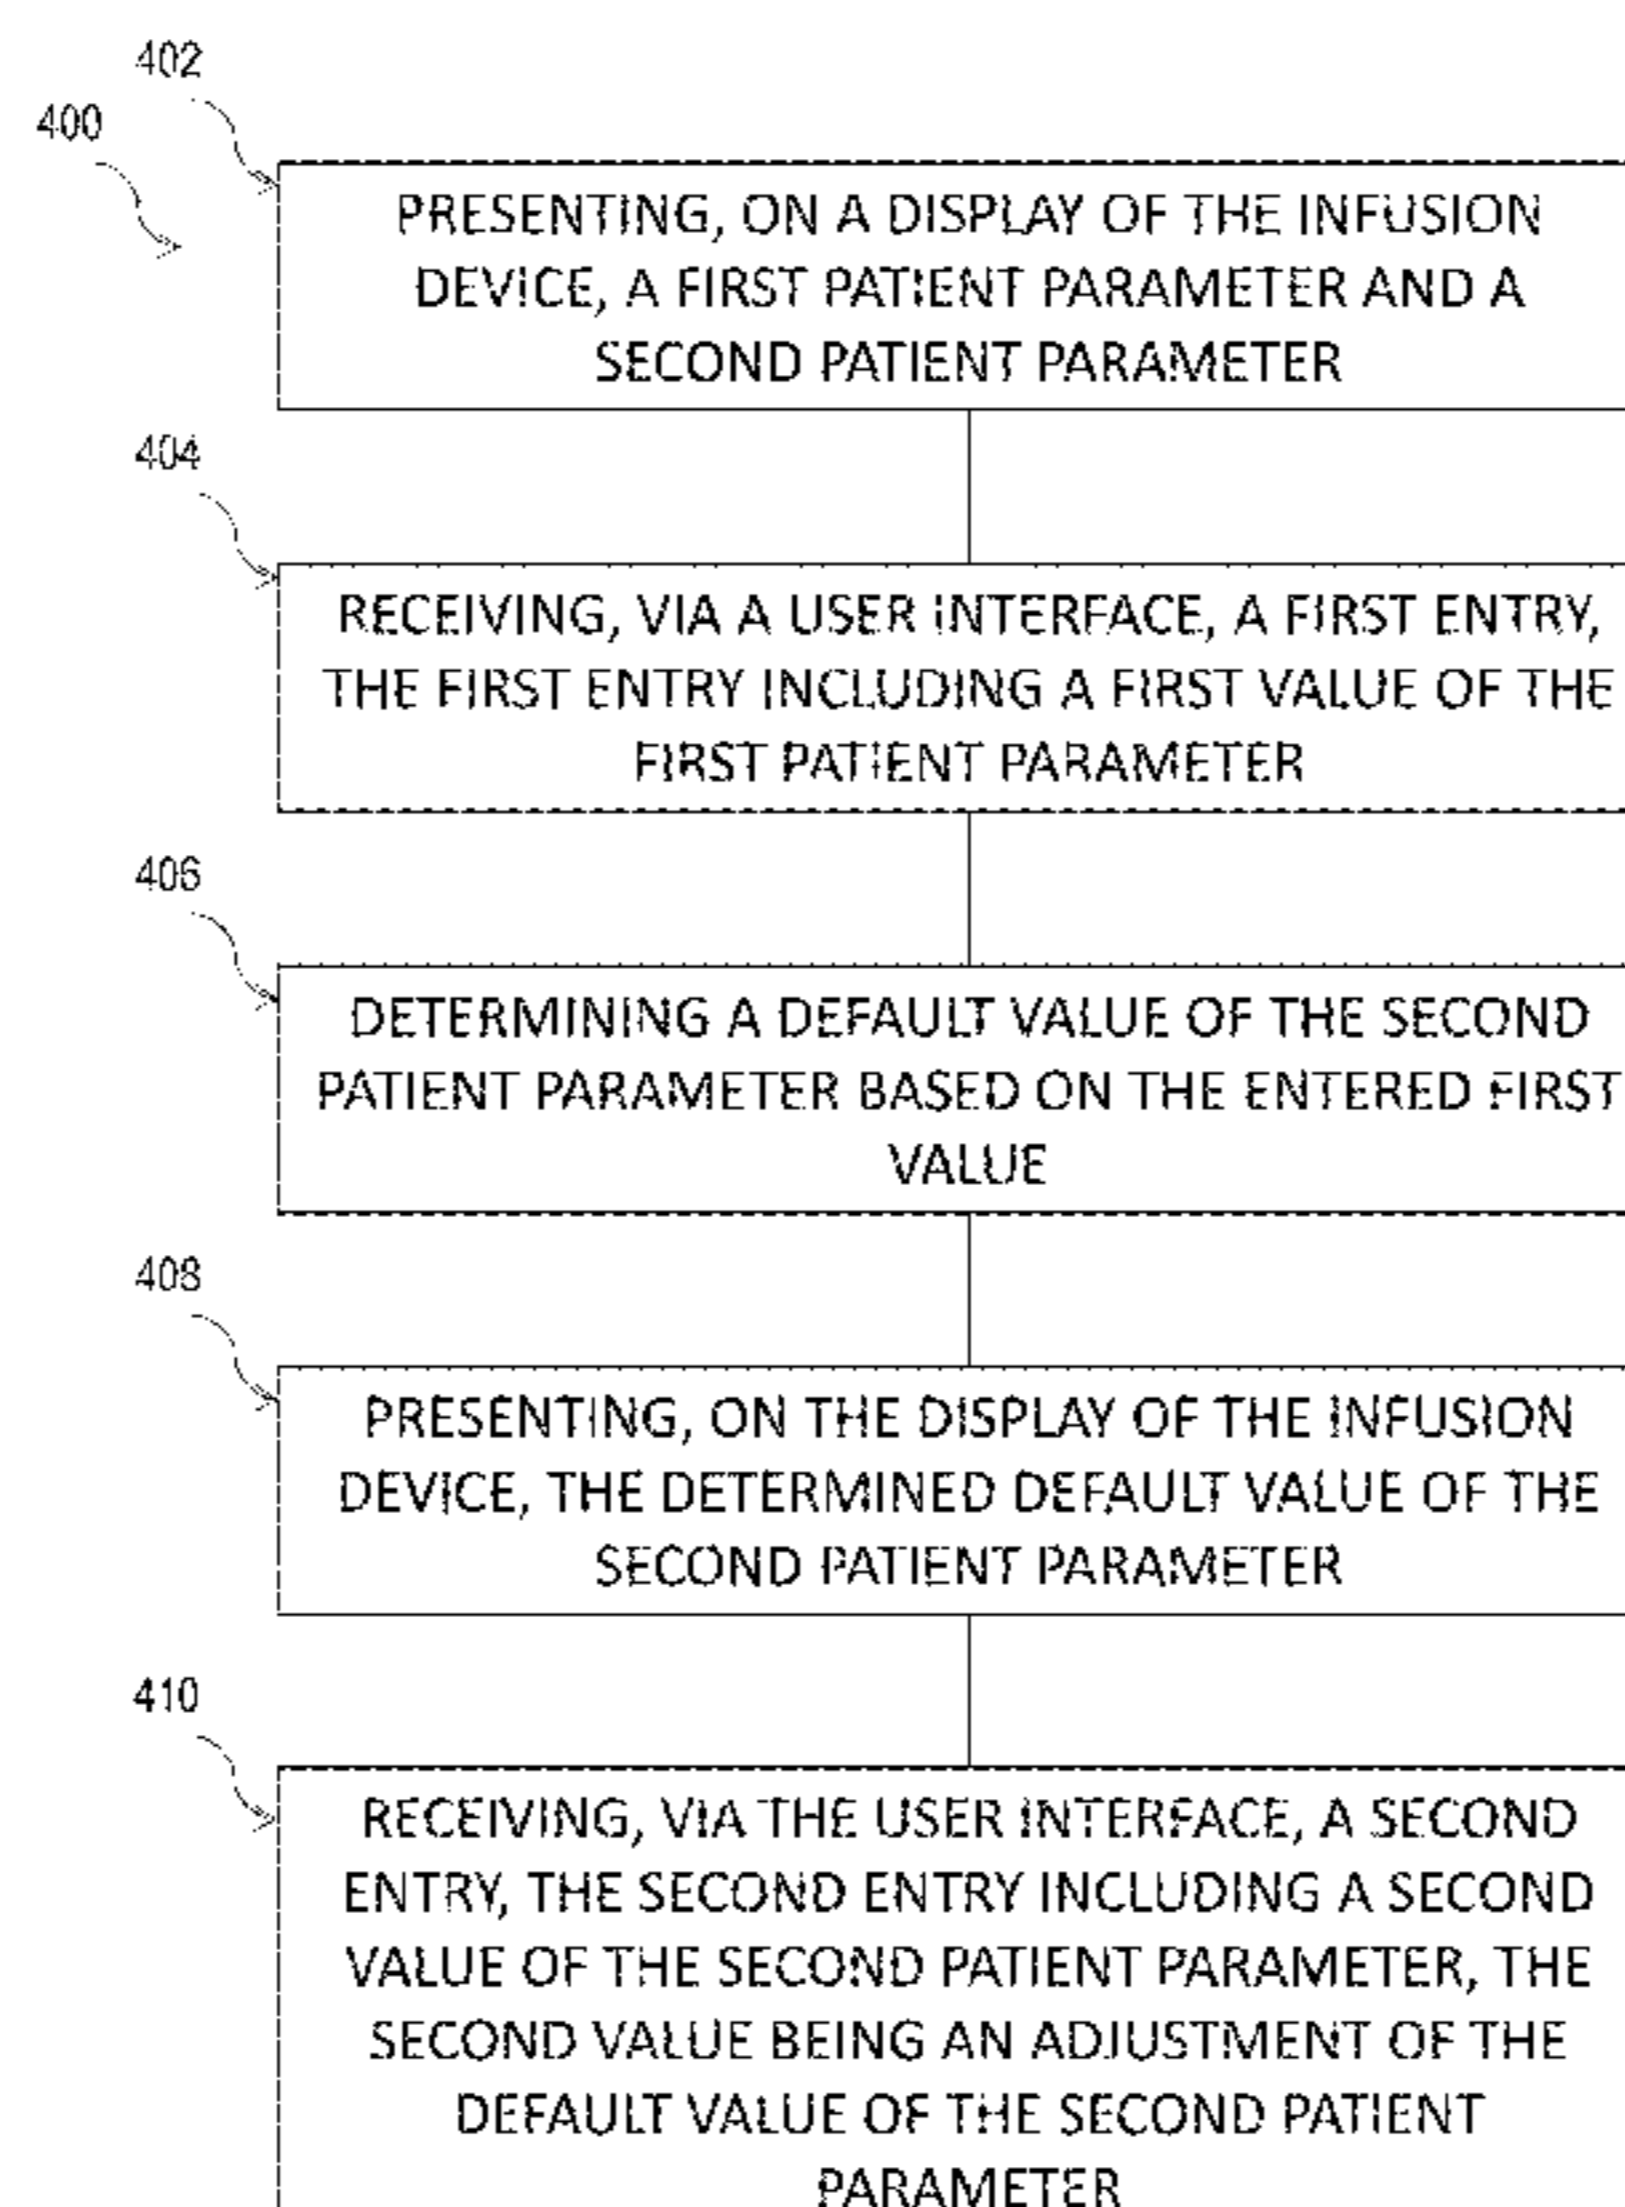 402
400
PRESENTING, ON A DISPLAY OF THE INFUSION
DEVICE, A FIRST PATIENT PARAMETER AND A
SECOND PATIENT PARAMETER
404
RECEIVING, VIA A USER INTERFACE, A FIRST ENTRY,
THE FIRST ENTRY INCLUDING A FIRST VALUE OF THE
FIRST PATIENT PARAMETER
406
DETERMINING A DEFAULT VALUE OF THE SECOND
PATIENT PARAMETER BASED ON THE ENTERED FIRST
VALUE
408
PRESENTING, ON THE DISPLAY OF THE INFUSION
DEVICE, THE DETERMINED DEFAULT VALUE OF THE
SECOND PATIENT PARAMETER
410
RECEIVING, VIA THE USER INTERFACE, A SECOND
ENTRY, THE SECOND ENTRY INCLUDING A SECOND
VALUE OF THE SECOND PATIENT PARAMETER, THE
SECOND VALUE BEING AN ADJUSTMENT OF THE
DEFAULT VALUE OF THE SECOND PATIENT
PARAMETER